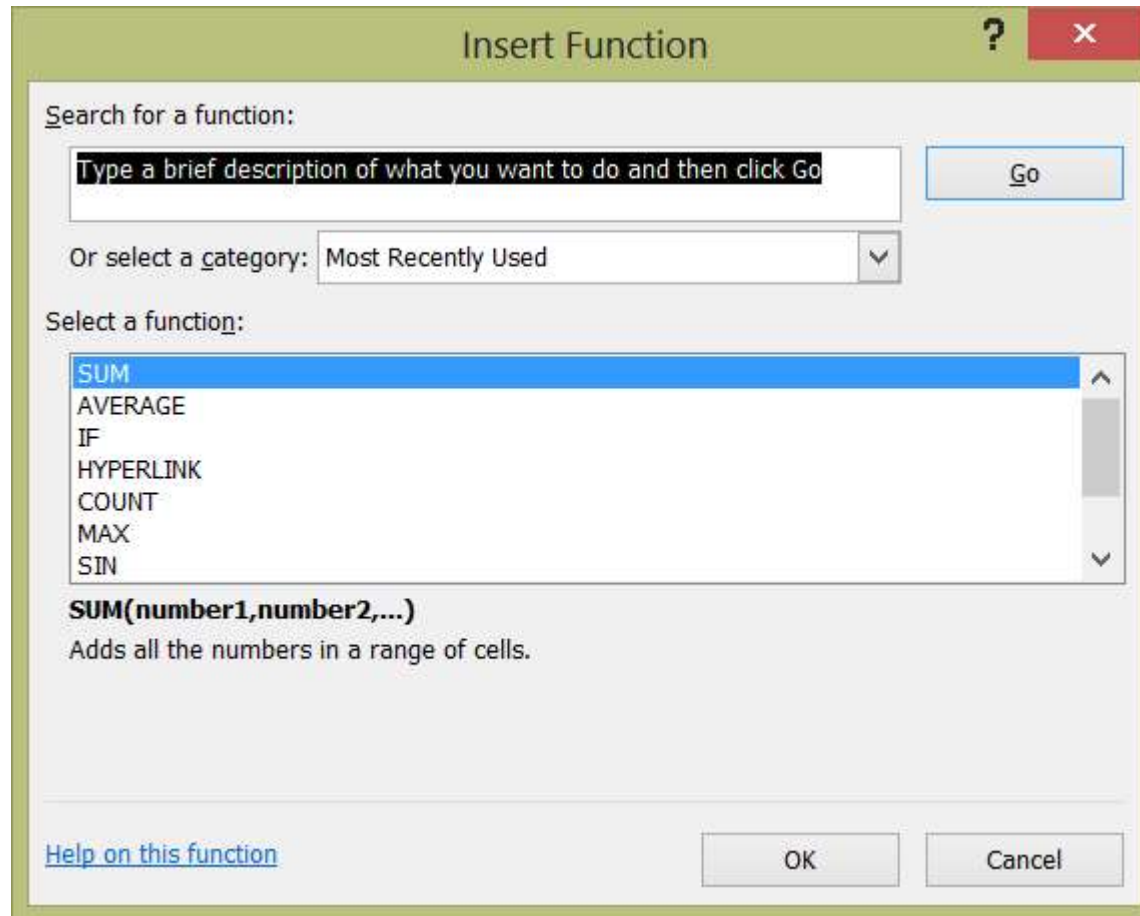 Insert Function
?
Search for a function:
Type a brief description of what you want to do and then click Go
Go
Or select a category:
Most Recently Used
Select a function:
SUM
AVERAGE
IF
HYPERLINK
COUNT
MAX
SIN
SUM(number1,number2,...)
Adds all the numbers in a range of cells.
Help on this function
OK
Cancel